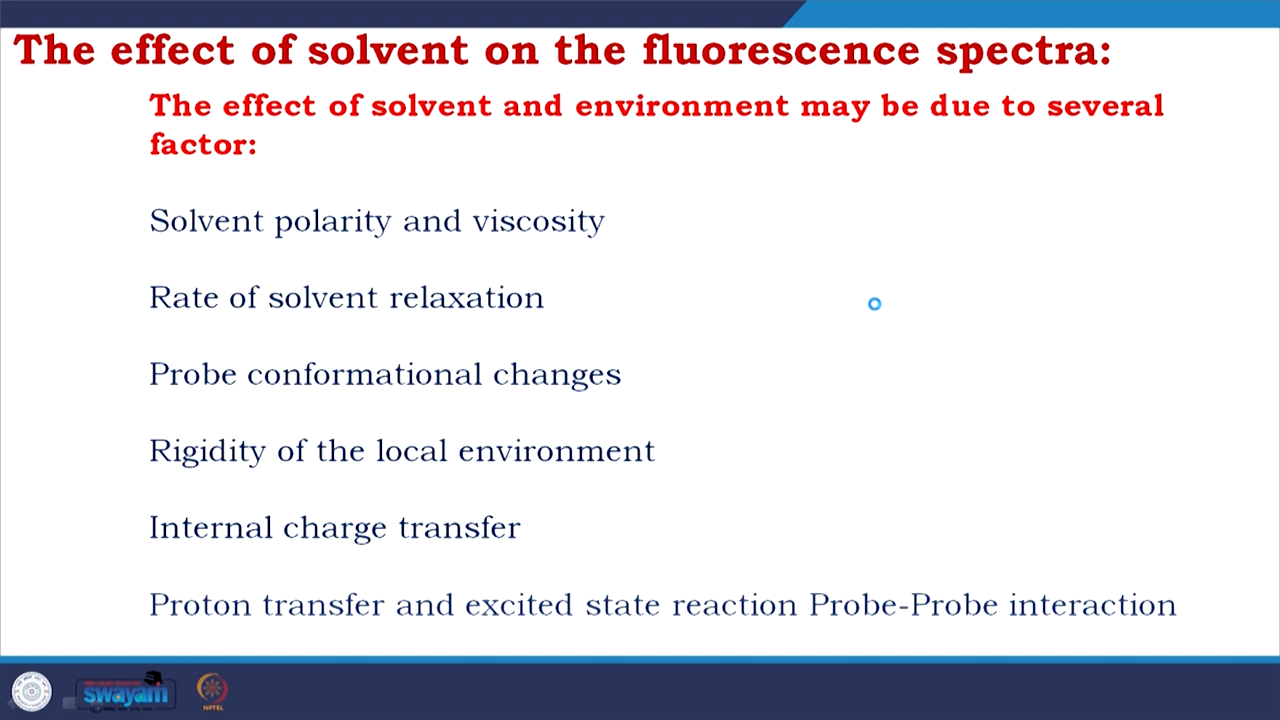 The effect of solvent on the fluorescence spectra:
The effect of solvent and environment may be due to several
factor:
Solvent polarity and viscosity
Rate of solvent relaxation
Probe conformational changes
Rigidity of the local environment
Internal charge transfer
Proton transfer and excited state reaction Probe-Probe interaction
swayam
NPTEL